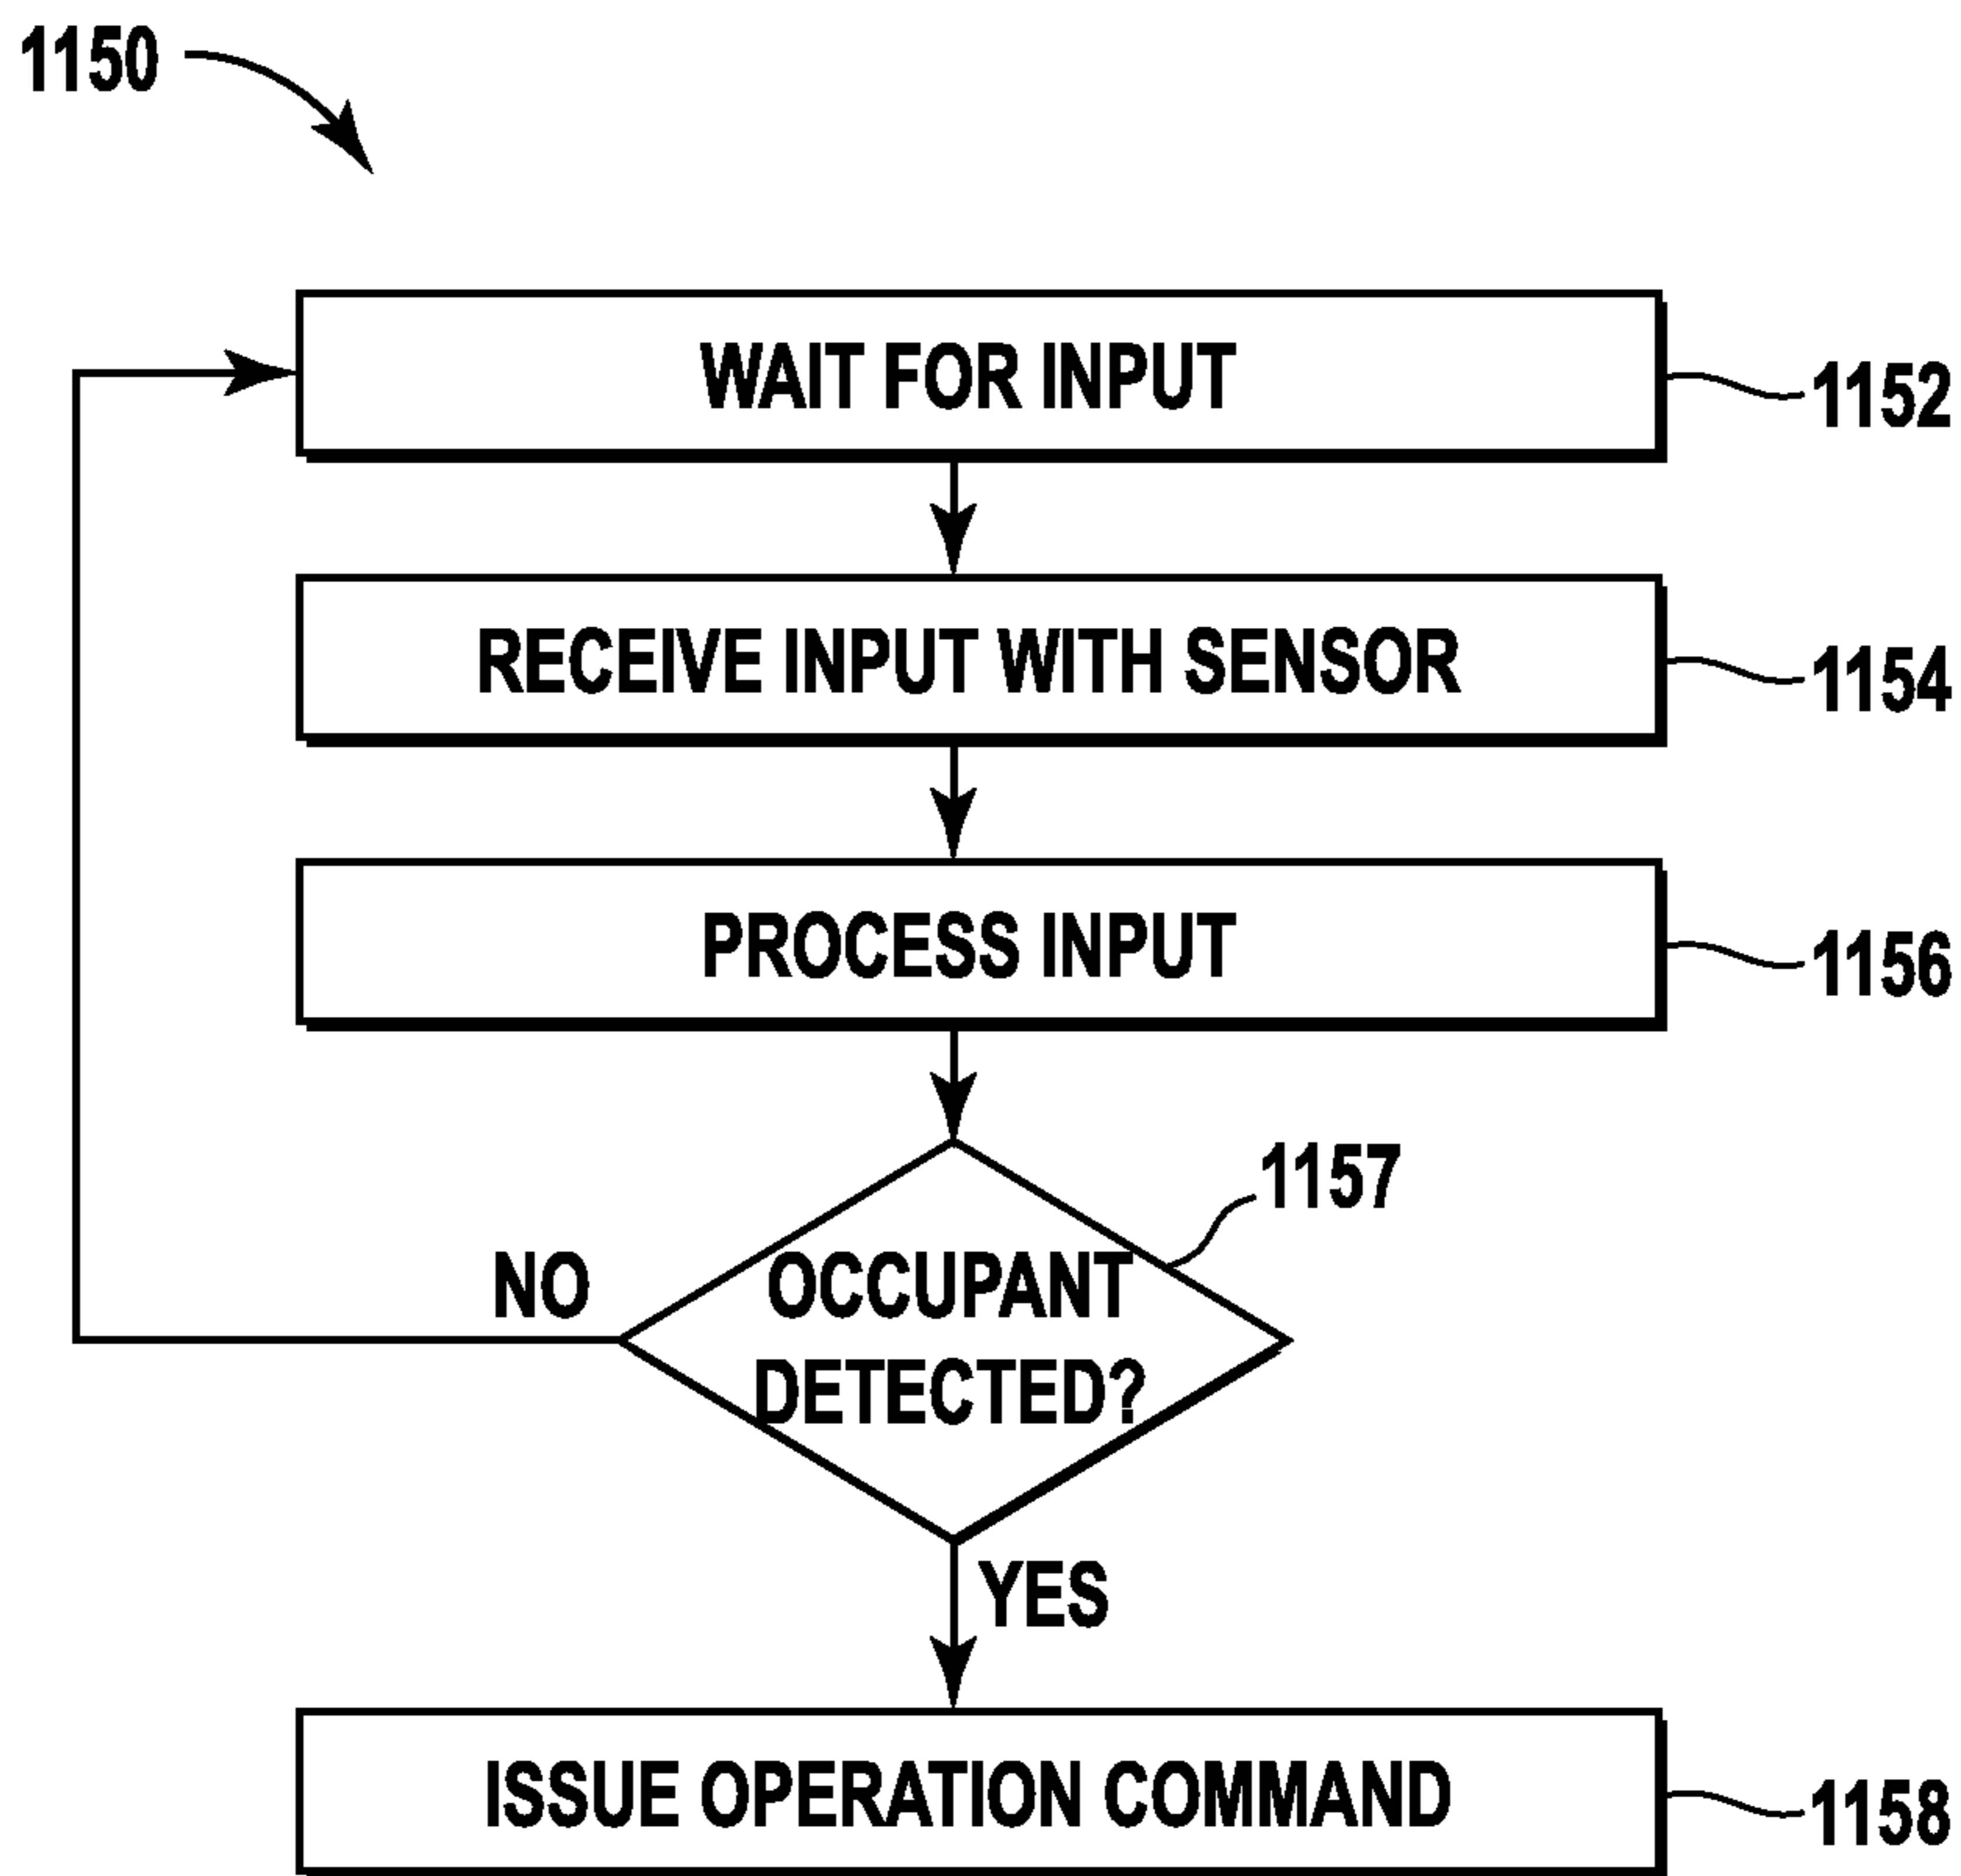 1150
WAIT FOR INPUT
1152
RECEIVE INPUT WITH SENSOR
1154
PROCESS INPUT
1156
1157
NO
OCCUPANT
DETECTED?
YES
ISSUE OPERATION COMMAND
1158